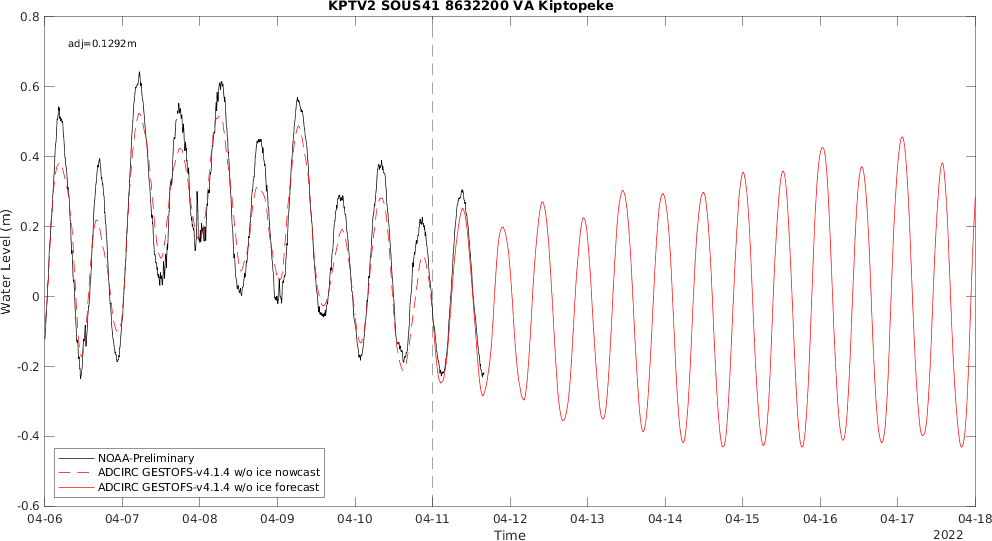 KPTV2 SOUS41 8632200 VA Kiptopeke
adj=0.1292m
0.8
0.6
0.4
0.2
0
-0.2
-0.4
-0.6
Water Level (m)
NOAA-Preliminary
ADCIRC GESTOFS-v4.1.4 w/o ice nowcast
ADCIRC GESTOFS-v4.1.4 w/o ice forecast
04-06 04-07 04-08 04-09 04-10 04-11 04-12 04-13 04-14 04-15 04-16 04-17 04-18
Time
2022